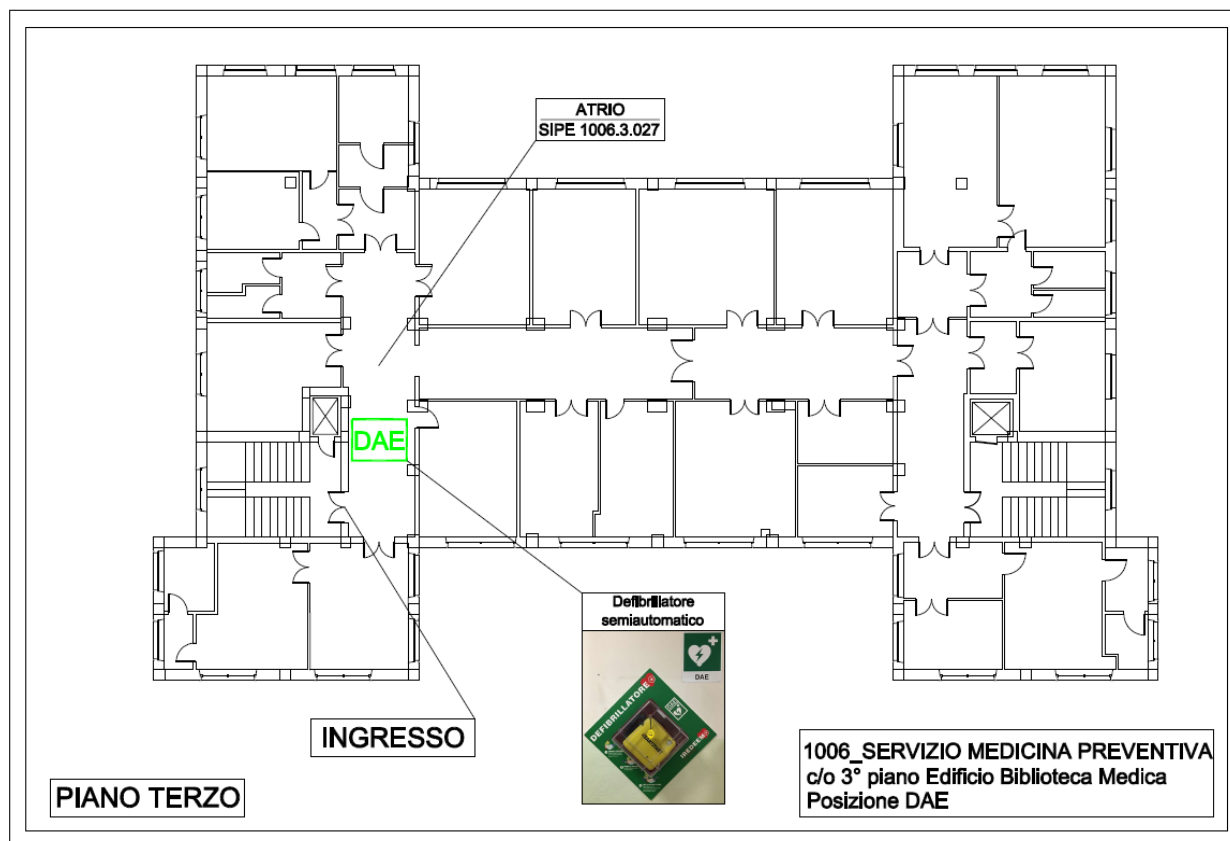 ATRIO
SIPE 1006.3.027
DAE
Defibrillatore
semiautomatico
DAE
DEFIBRILLATORE
IREDEEM
INGRESSO
PIANO TERZO
1006_SERVIZIO MEDICINA PREVENTIVA
c/o 3° piano Edificio Biblioteca Medica
Posizione DAE